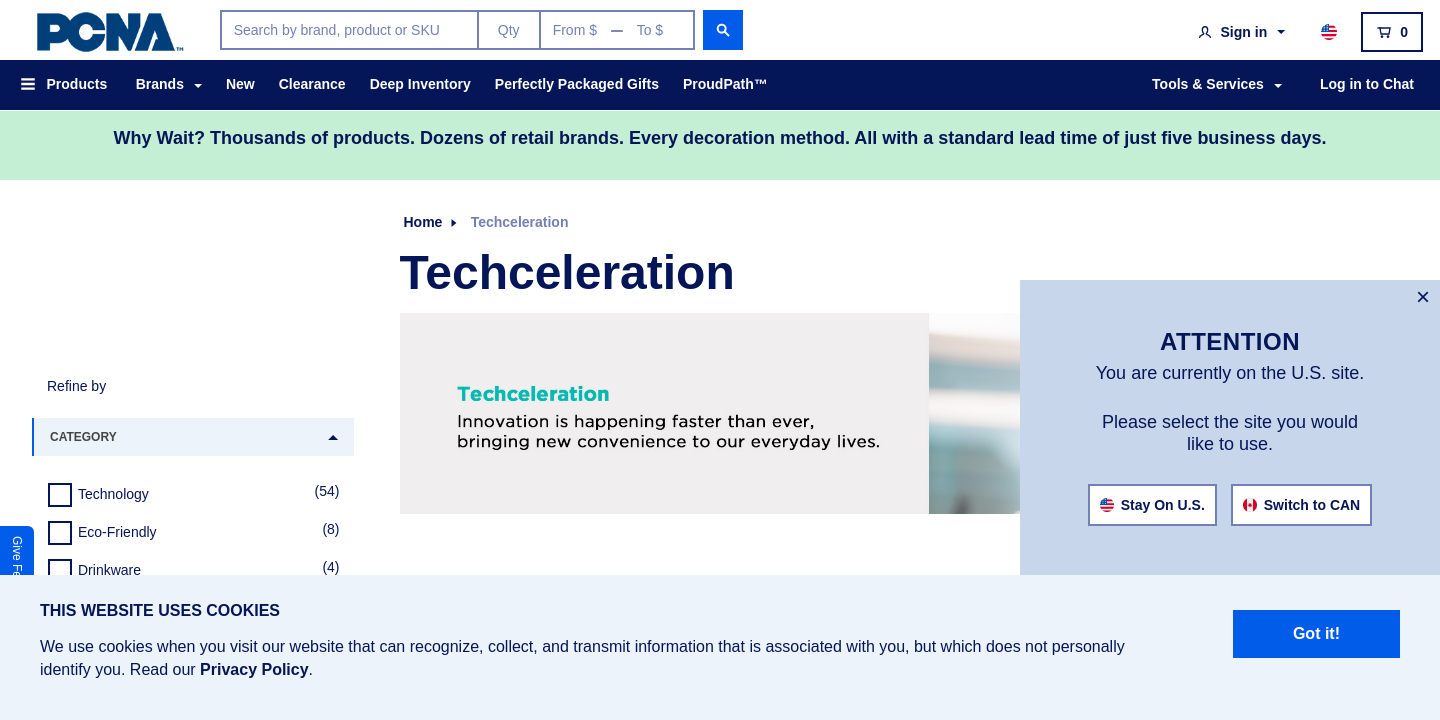 PCNA™
Search by brand, product or SKU
Qty
From $ — To $
Sign in
0
Products
Brands
New
Clearance
Deep Inventory
Perfectly Packaged Gifts
ProudPath™
Tools & Services
Log in to Chat
Why Wait? Thousands of products. Dozens of retail brands. Every decoration method. All with a standard lead time of just five business days.
Home
Techceleration
Techceleration
Techceleration
Innovation is happening faster than ever,
bringing new convenience to our everyday lives.
×
ATTENTION
You are currently on the U.S. site.
Please select the site you would
like to use.
Stay On U.S.
Switch to CAN
Refine by
CATEGORY
Technology (54)
Eco-Friendly (8)
Drinkware (4)
Give
THIS WEBSITE USES COOKIES
We use cookies when you visit our website that can recognize, collect, and transmit information that is associated with you, but which does not personally
identify you. Read our Privacy Policy.
Got it!